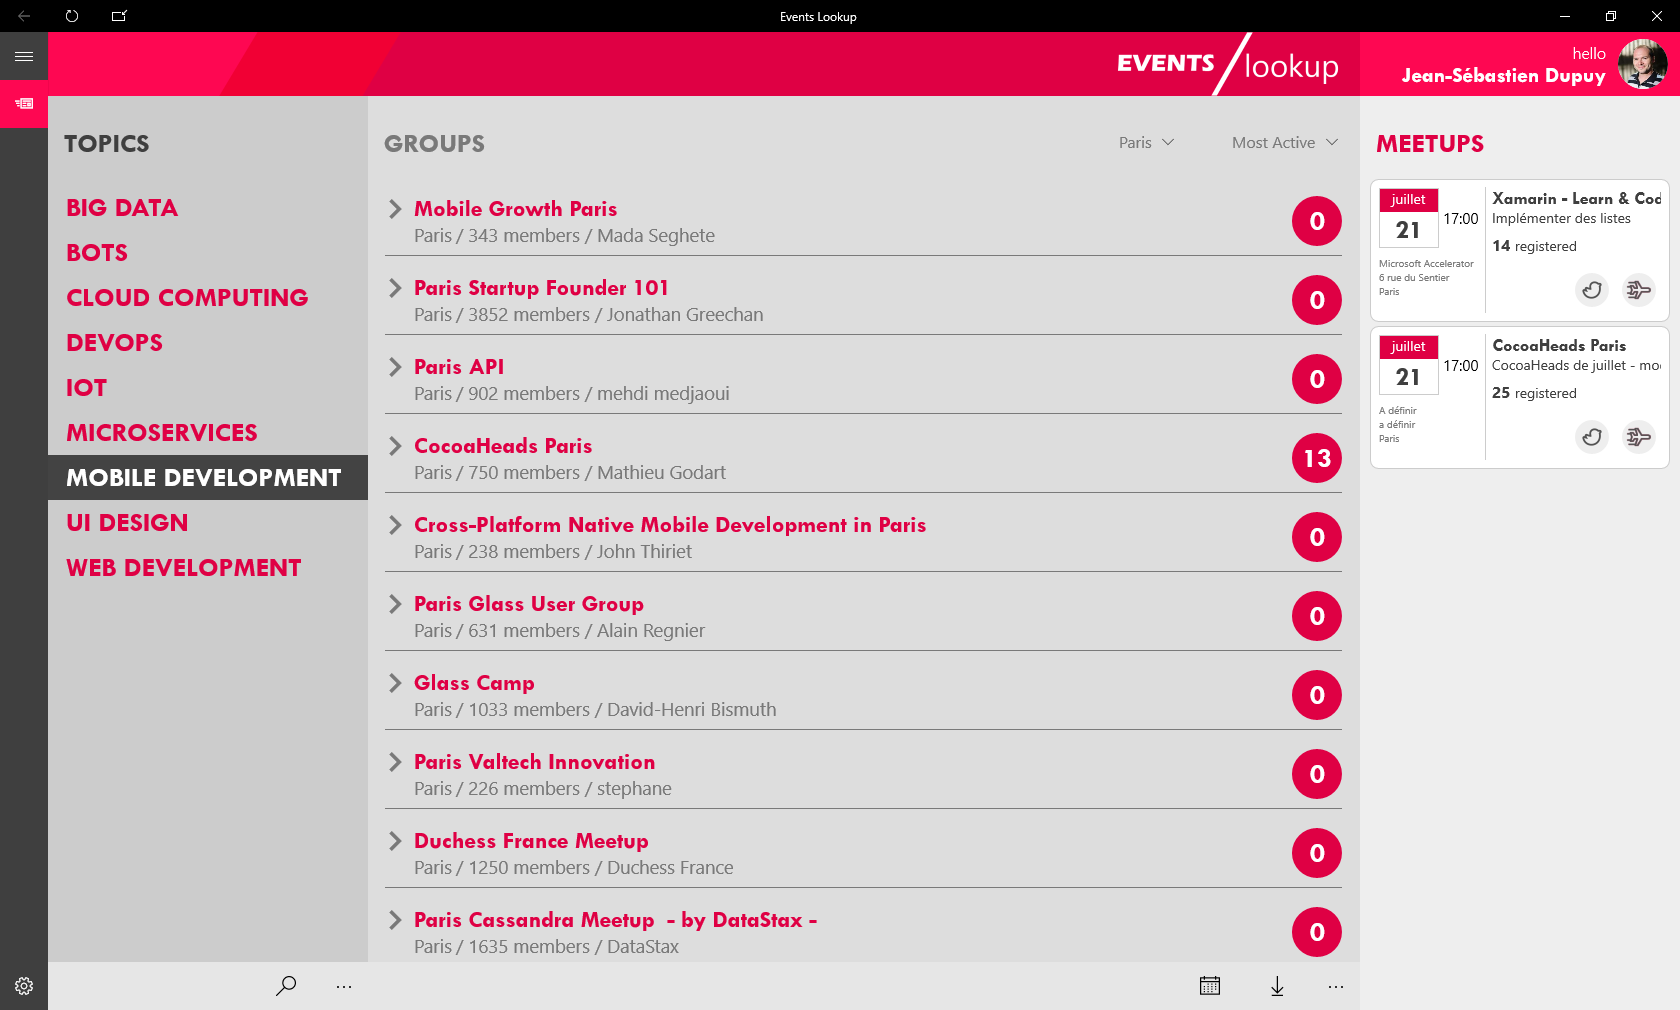 Events Lookup
EVENTS lookup
hello
Jean-Sébastien Dupuy
TOPICS
BIG DATA
BOTS
CLOUD COMPUTING
DEVOPS
IOT
MICROSERVICES
MOBILE DEVELOPMENT
UI DESIGN
WEB DEVELOPMENT
GROUPS
Paris
Most Active
Mobile Growth Paris
Paris / 343 members / Mada Seghete
0
Paris Startup Founder 101
Paris / 3852 members / Jonathan Greechan
0
Paris API
Paris / 902 members / mehdi medjaoui
0
CocoaHeads Paris
Paris / 750 members / Mathieu Godart
13
Cross-Platform Native Mobile Development in Paris
Paris / 238 members / John Thiriet
0
Paris Glass User Group
Paris / 631 members / Alain Regnier
0
Glass Camp
Paris / 1033 members / David-Henri Bismuth
0
Paris Valtech Innovation
Paris / 226 members / stephane
0
Duchess France Meetup
Paris / 1250 members / Duchess France
0
Paris Cassandra Meetup - by DataStax -
Paris / 1635 members / DataStax
0
MEETUPS
juillet
21
17:00
Microsoft Accelerator
6 rue du Sentier
Paris
Xamarin - Learn & Cod
Implémenter des listes
14 registered
juillet
21
17:00
A définir
a définir
Paris
CocoaHeads Paris
CocoaHeads de juillet - mo
25 registered